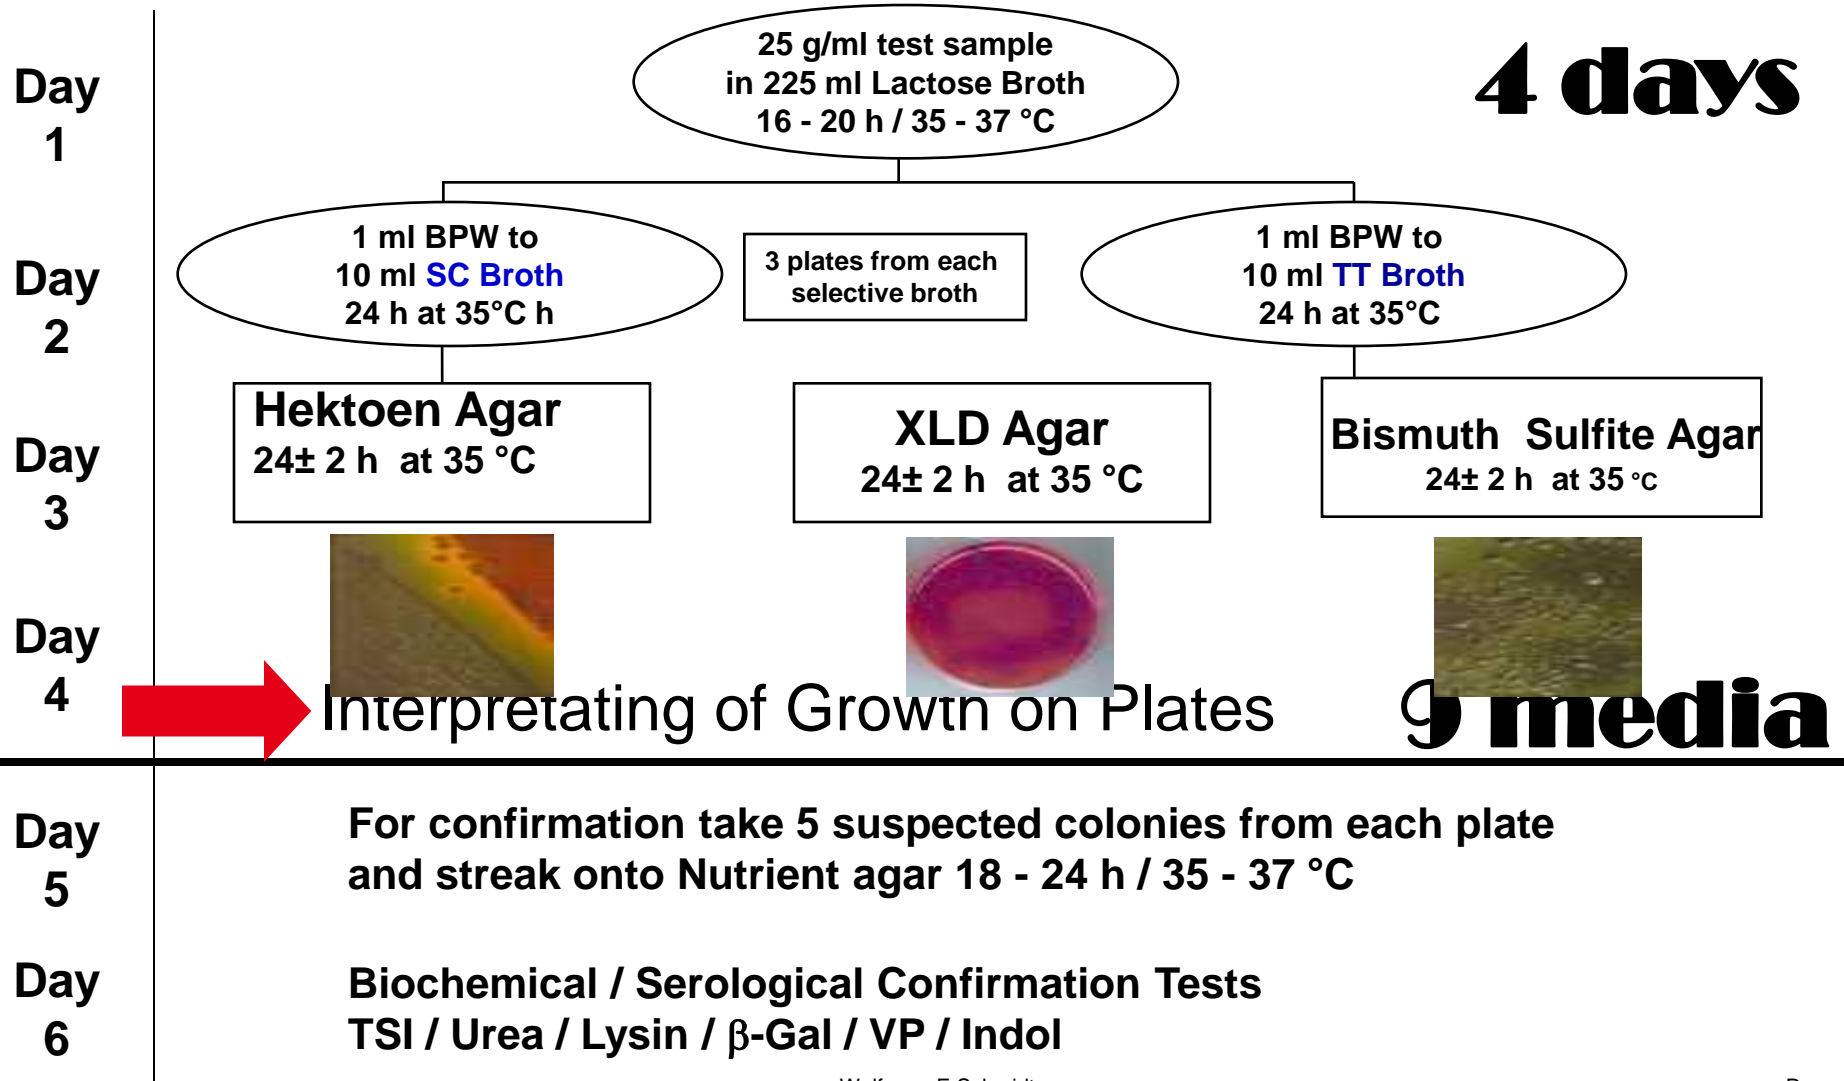 Day
1
25 g/ml test sample
in 225 ml Lactose Broth
16 - 20 h / 35 - 37 °C
4 days
Day
2
1 ml BPW to
10 ml SC Broth
24 h at 35°C h
3 plates from each
selective broth
1 ml BPW to
10 ml TT Broth
24 h at 35°C
Day
3
Hektoen Agar
24± 2 h at 35 °C
XLD Agar
24± 2 h at 35 °C
Bismuth Sulfite Agar
24± 2 h at 35 °C
Day
4
Interpretating of Growth on Plates
9 media
Day
5
For confirmation take 5 suspected colonies from each plate
and streak onto Nutrient agar 18 - 24 h / 35 - 37 °C
Day
6
Biochemical / Serological Confirmation Tests
TSI / Urea / Lysin / β-Gal / VP / Indol